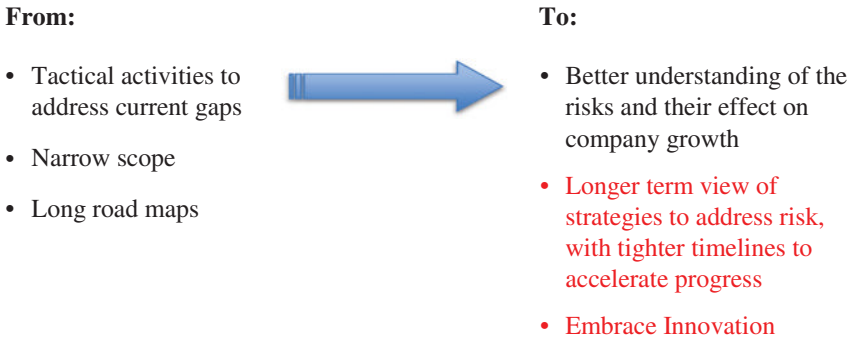 From:
• Tactical activities to
address current gaps
• Narrow scope
• Long road maps
To:
• Better understanding of the
risks and their effect on
company growth
• Longer term view of
strategies to address risk,
with tighter timelines to
accelerate progress
• Embrace Innovation